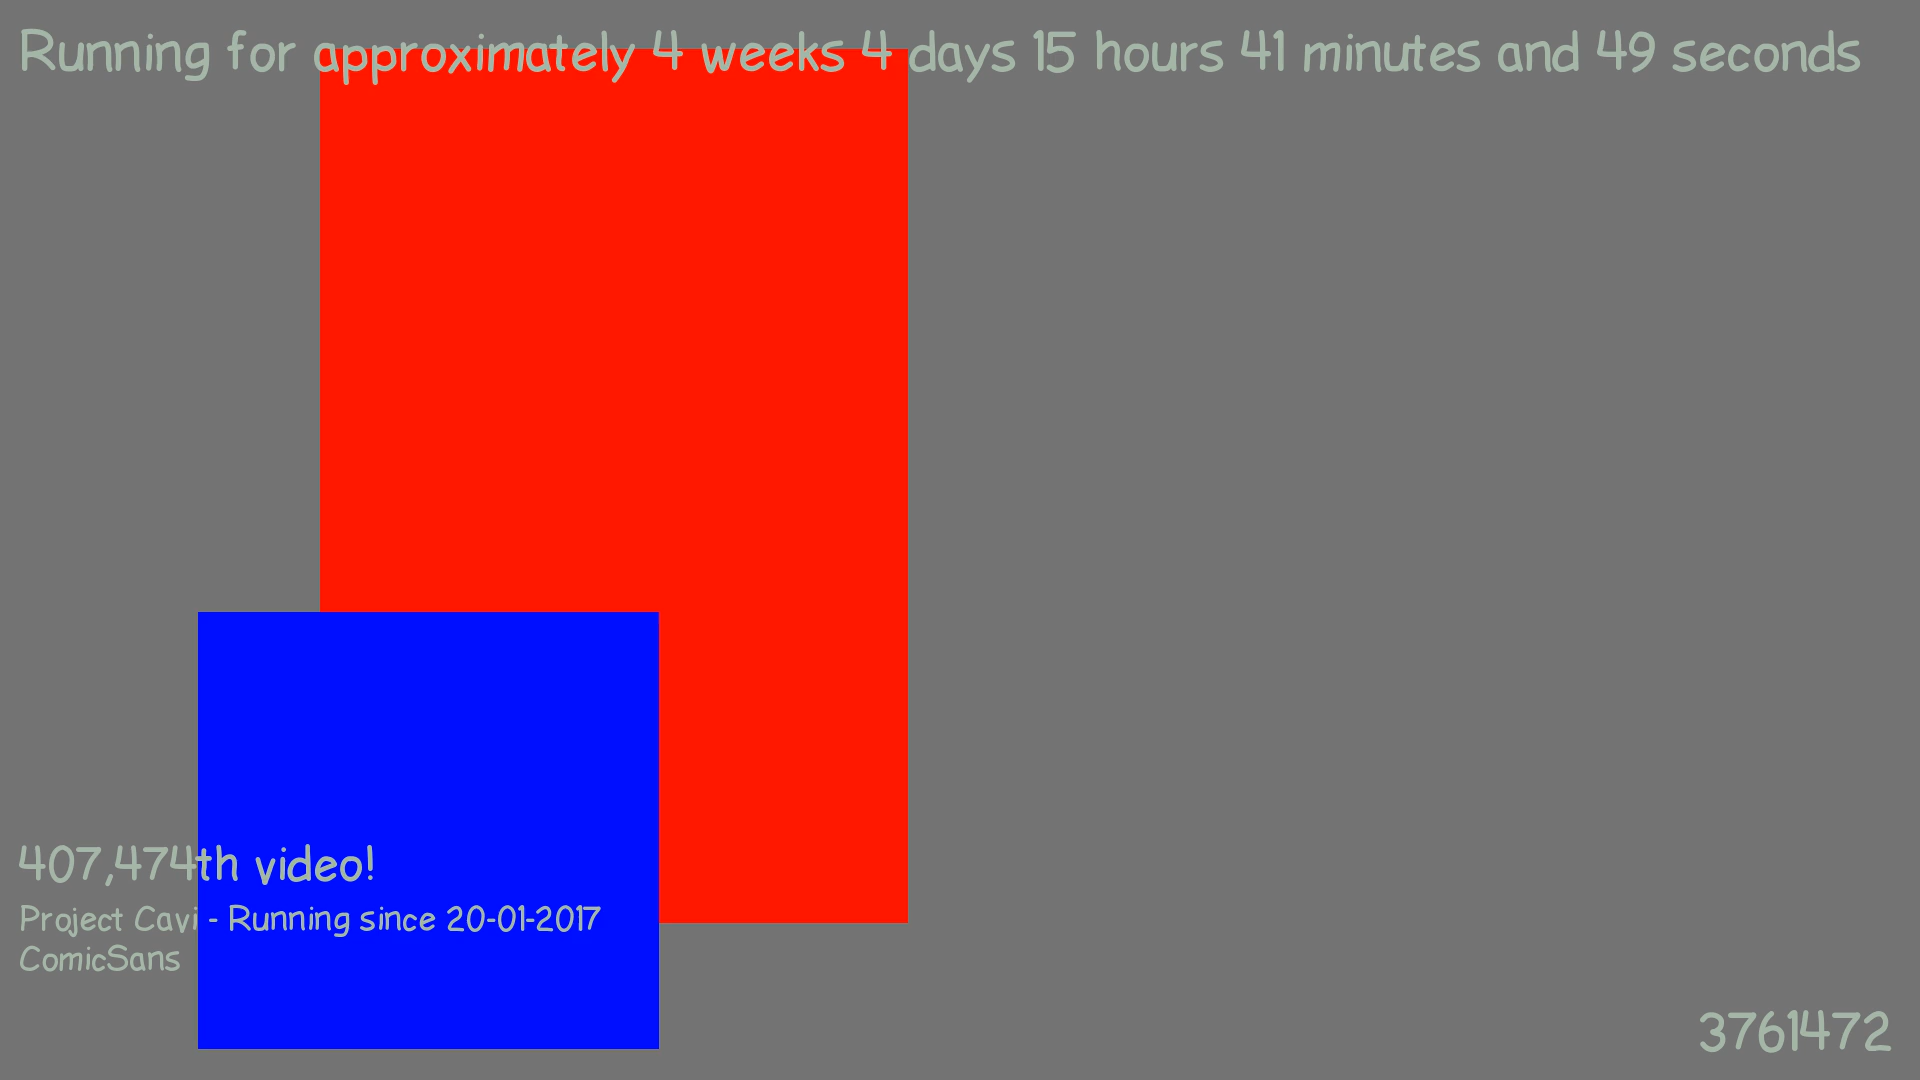 Running for approximately 4 weeks 4 days 15 hours 41 minutes and 49 seconds
407,474th video!
Project Cavi - Running since 20-01-2017
ComicSans
3761472